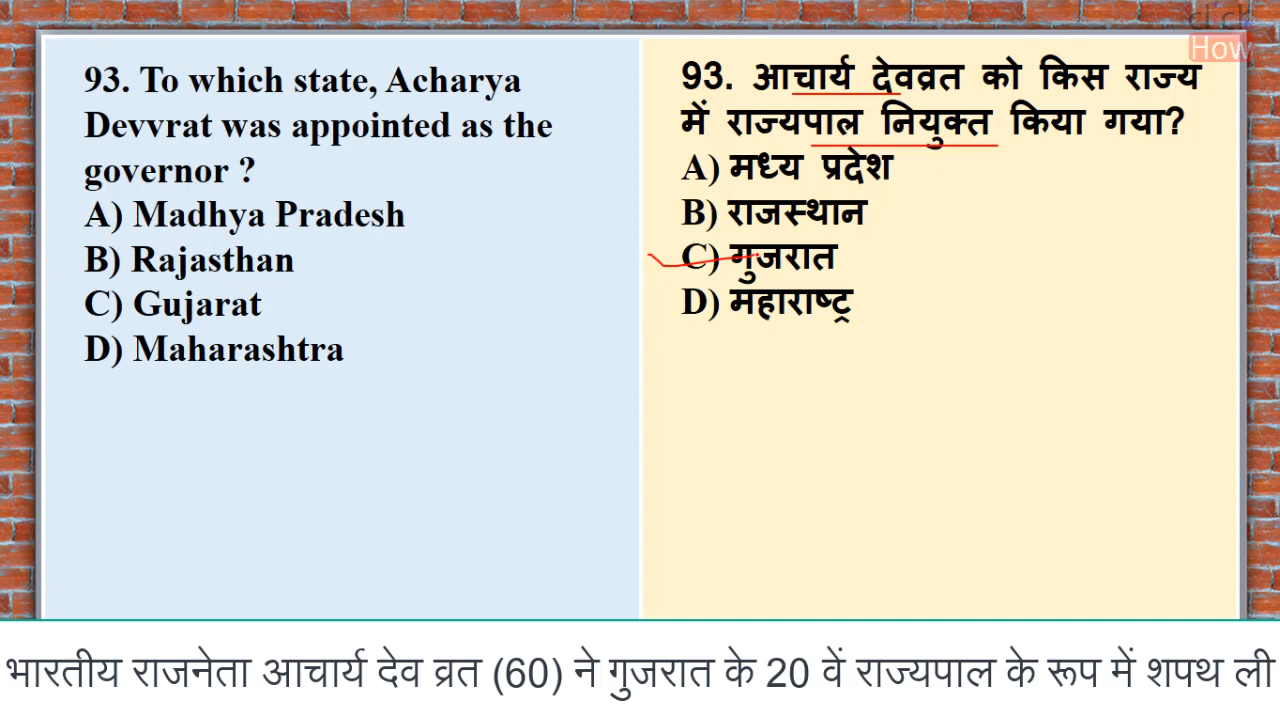 click
How
93. To which state, Acharya
Devvrat was appointed as the
governor ?
A) Madhya Pradesh
B) Rajasthan
C) Gujarat
D) Maharashtra
93. आचार्य देवव्रत को किस राज्य
में राज्यपाल नियुक्त किया गया?
A) मध्य प्रदेश
B) राजस्थान
C) गुजरात
D) महाराष्ट्र
भारतीय राजनेता आचार्य देव व्रत (60) ने गुजरात के 20 वें राज्यपाल के रूप में शपथ ली